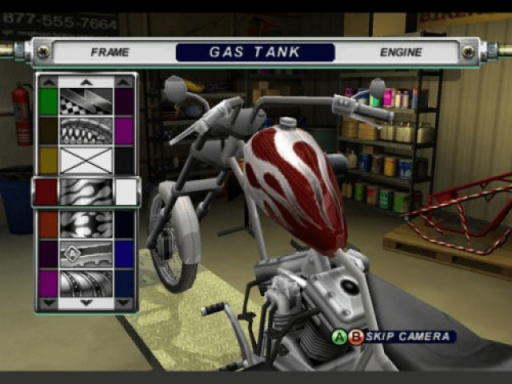 877-555-7664
FRAME
GAS TANK
ENGINE
A B SKIP CAMERA